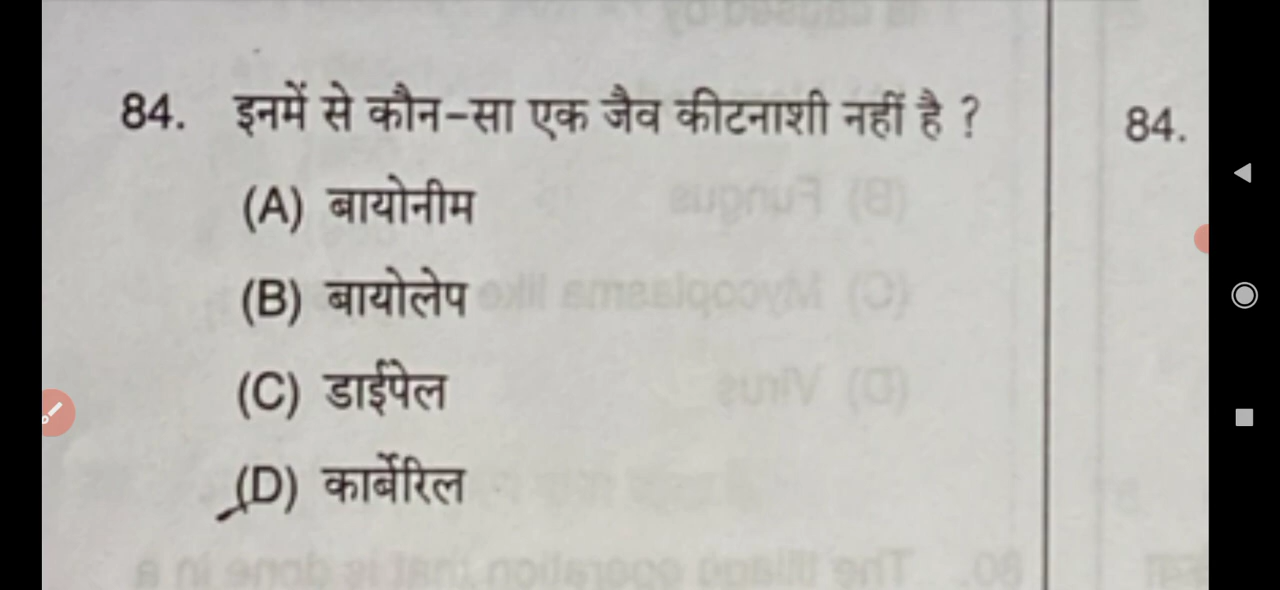 84. इनमें से कौन-सा एक जैव कीटनाशी नहीं है ?
(A) बायोनीम
(B) बायोलेप
(C) डाईपेल
(D) कार्बेरिल
84.